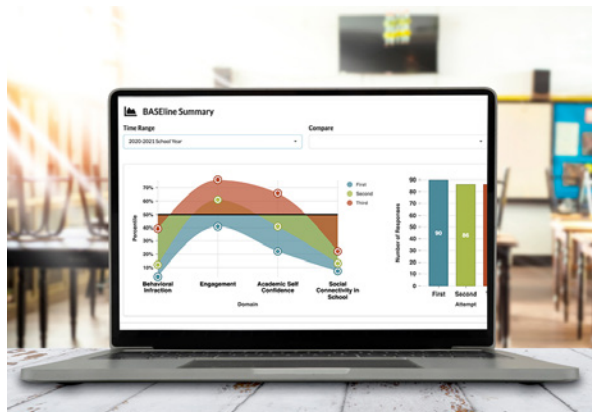 BASEline Summary
Time Range
Compare
2020-2021 School Year
70%
60%
50%
40%
30%
20%
10%
Percentile
First
Second
Third
Behavioral
Infraction
Engagement
Academic Self
Confidence
Social
Connectivity in
School
Domain
90
80
70
60
50
40
30
20
10
0
Number of Responses
90
86
First
Second
Attempt